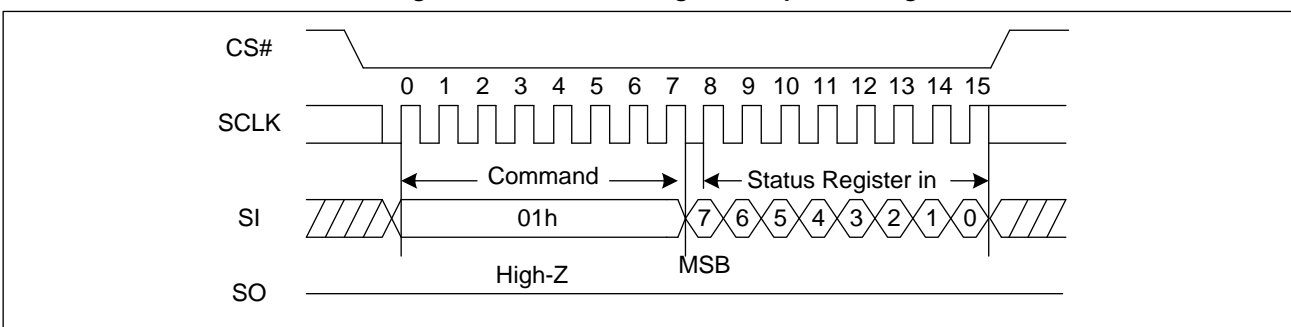 CS#
0 1 2 3 4 5 6 7 8 9 10 11 12 13 14 15
SCLK
Command Status Register in
SI 01h 7 6 5 4 3 2 1 0
High-Z MSB
SO